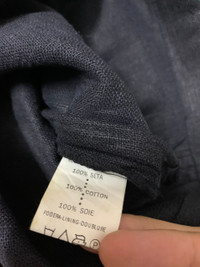 100% SETA
100% COTTON
100% SOIE
FODERA-LINING-DOUBLURE